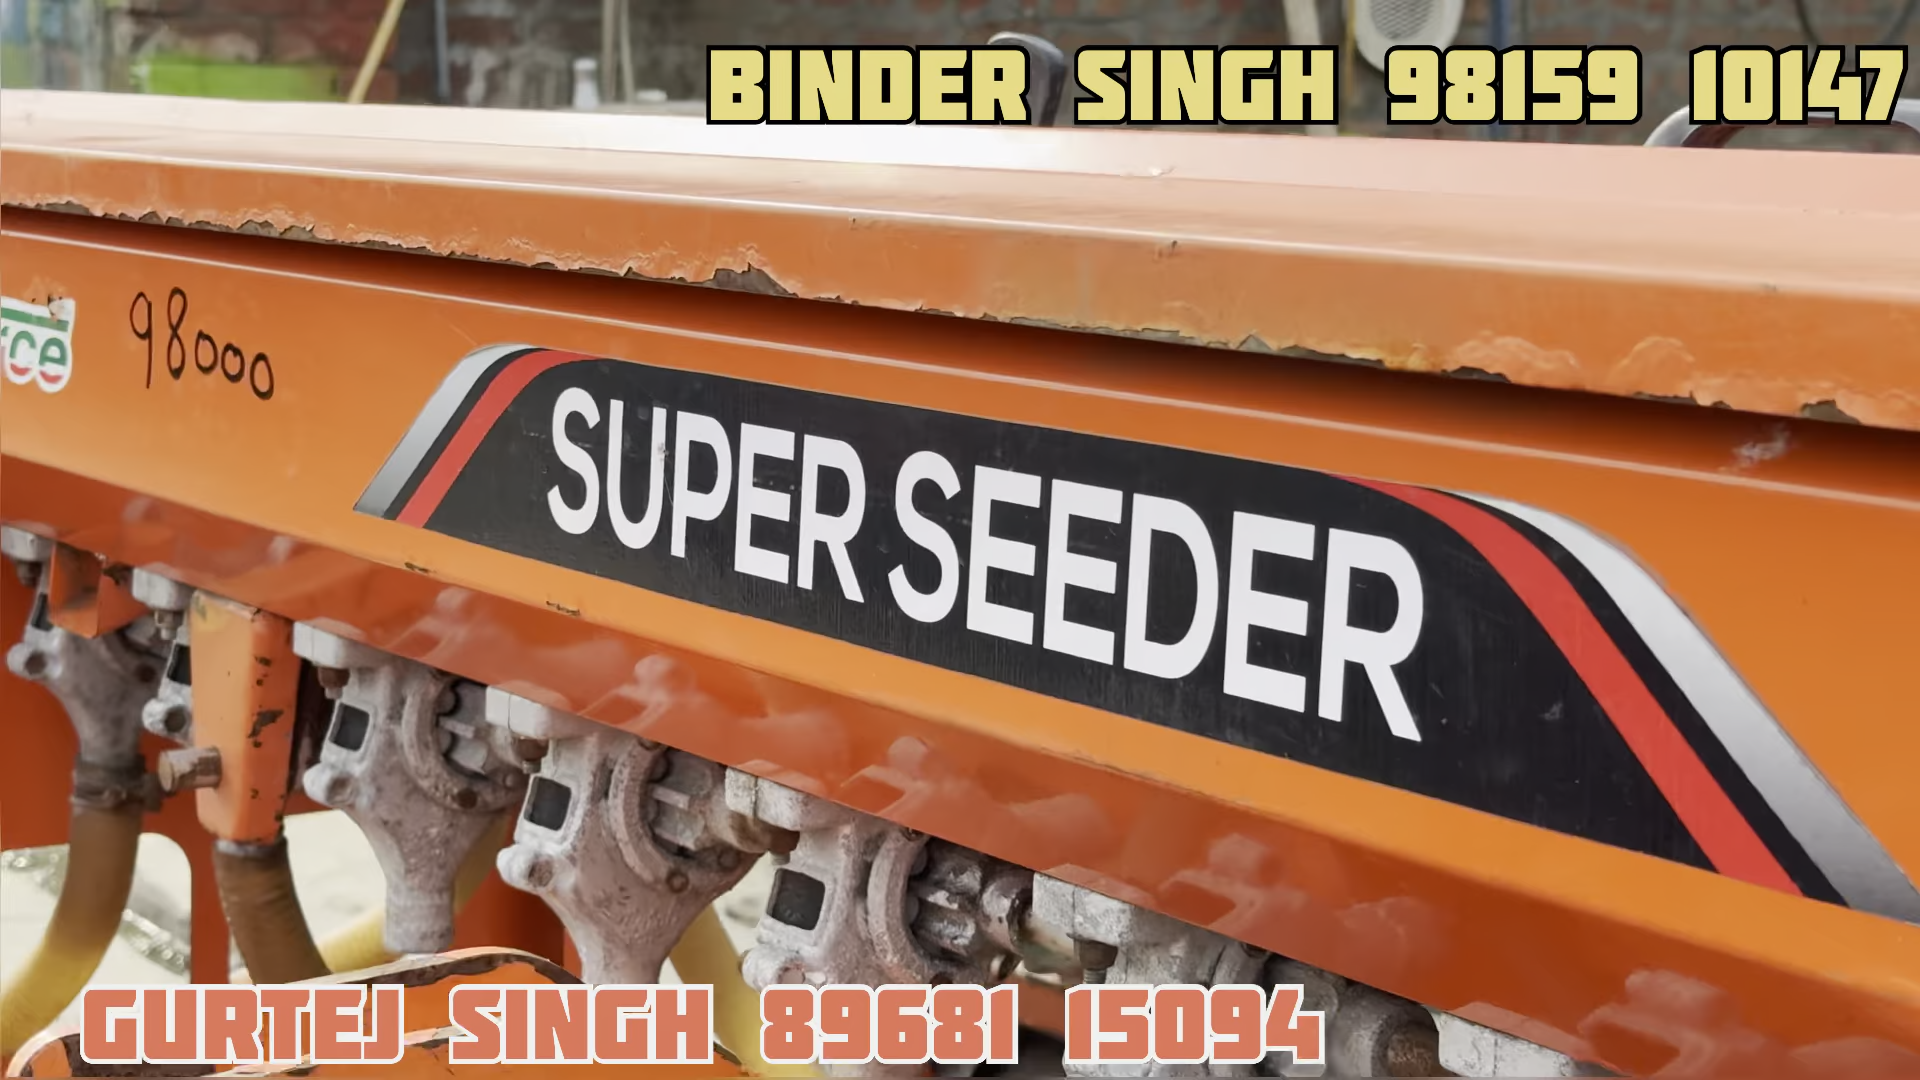 BINDER SINGH 98159 10147
98000
SUPER SEEDER
GURTEJ SINGH 89681 15094